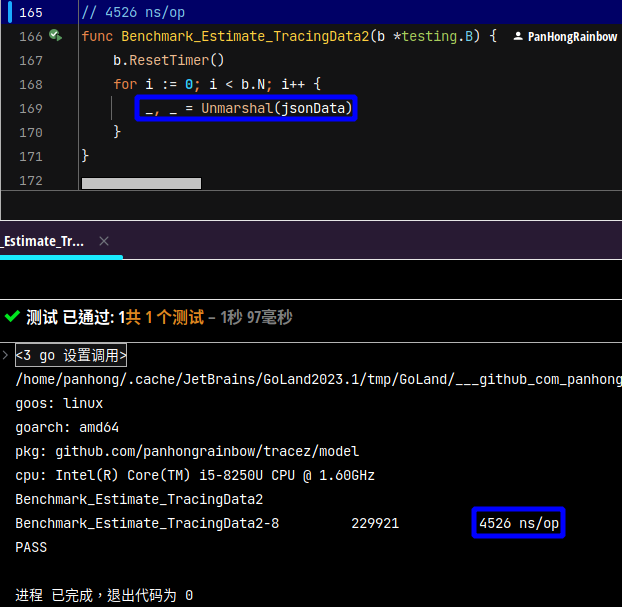 165 // 4526 ns/op
166 func Benchmark_Estimate_TracingData2(b *testing.B) { PanHongRainbow
167 b.ResetTimer()
168 for i := 0; i < b.N; i++ {
169 _, _ = Unmarshal(jsonData)
170 }
171 }
172
_Estimate_Tr... ×
测试 已通过: 1共 1 个测试 – 1秒 97毫秒
<3 go 设置调用>
/home/panhong/.cache/JetBrains/GoLand2023.1/tmp/GoLand/___github_com_panhong
goos: linux
goarch: amd64
pkg: github.com/panhongrainbow/tracez/model
cpu: Intel(R) Core(TM) i5-8250U CPU @ 1.60GHz
Benchmark_Estimate_TracingData2
Benchmark_Estimate_TracingData2-8 229921 4526 ns/op
PASS
进程 已完成，退出代码为 0